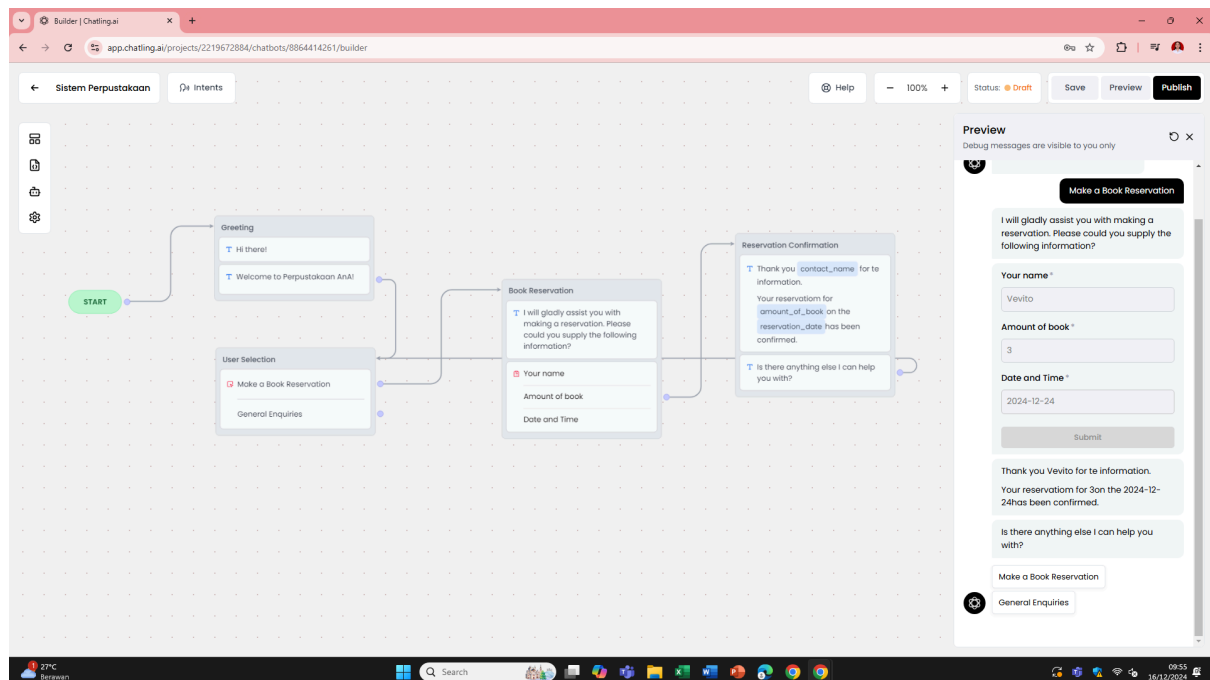 Builder | Chatling.ai
app.chatling.ai/projects/2219672884/chatbots/8864414261/builder
Sistem Perpustakaan
Intents
Help
100%
Status: Draft
Save
Preview
Publish
START
Greeting
Hi there!
Welcome to Perpustakaan AnA!
User Selection
Make a Book Reservation
General Enquiries
Book Reservation
I will gladly assist you with
making a reservation. Please
could you supply the following
information?
Your name
Amount of book
Date and Time
Reservation Confirmation
Thank you contact_name for te
information.
Your reservatiom for
amount_of_book on the
reservation_date has been
confirmed.
Is there anything else I can help
you with?
Preview
Debug messages are visible to you only
Make a Book Reservation
I will gladly assist you with making a
reservation. Please could you supply the
following information?
Your name*
Vevito
Amount of book*
3
Date and Time*
2024-12-24
Submit
Thank you Vevito for te information.
Your reservatiom for 3on the 2024-12-
24has been confirmed.
Is there anything else I can help you
with?
Make a Book Reservation
General Enquiries
1
27°C
Berawan
Search
09:55
16/12/2024